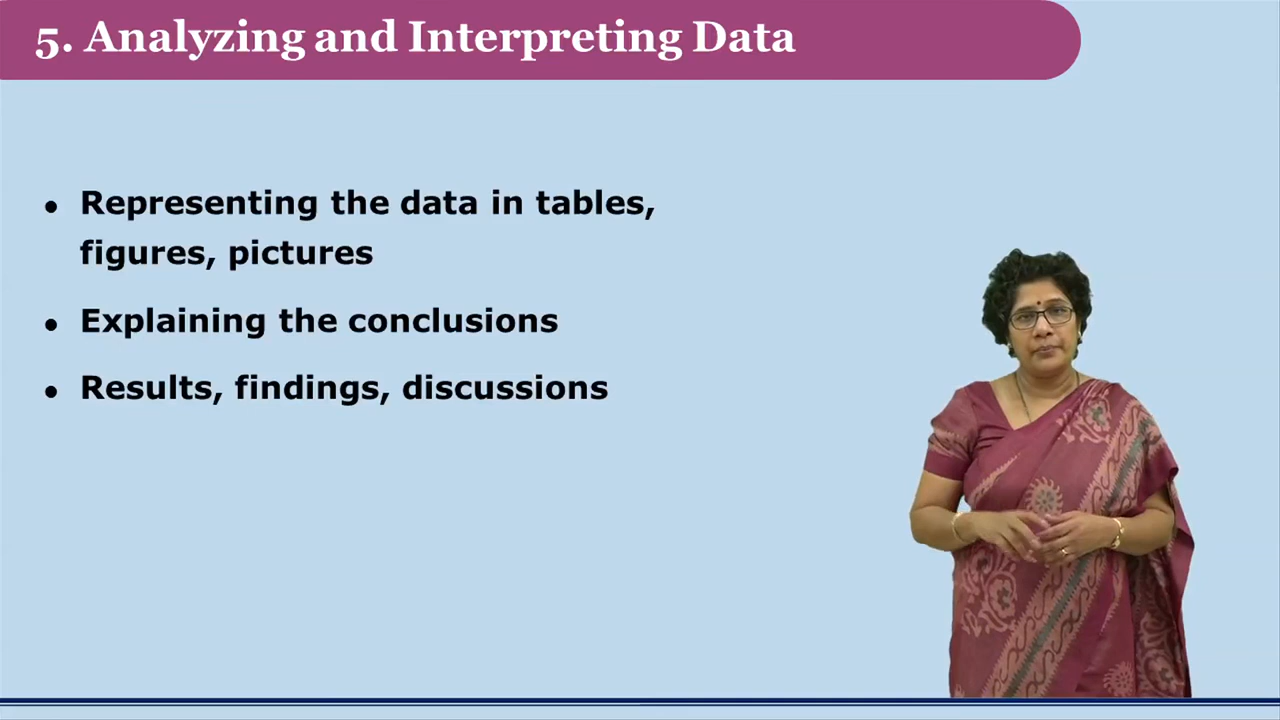 5. Analyzing and Interpreting Data
• Representing the data in tables,
figures, pictures
• Explaining the conclusions
• Results, findings, discussions